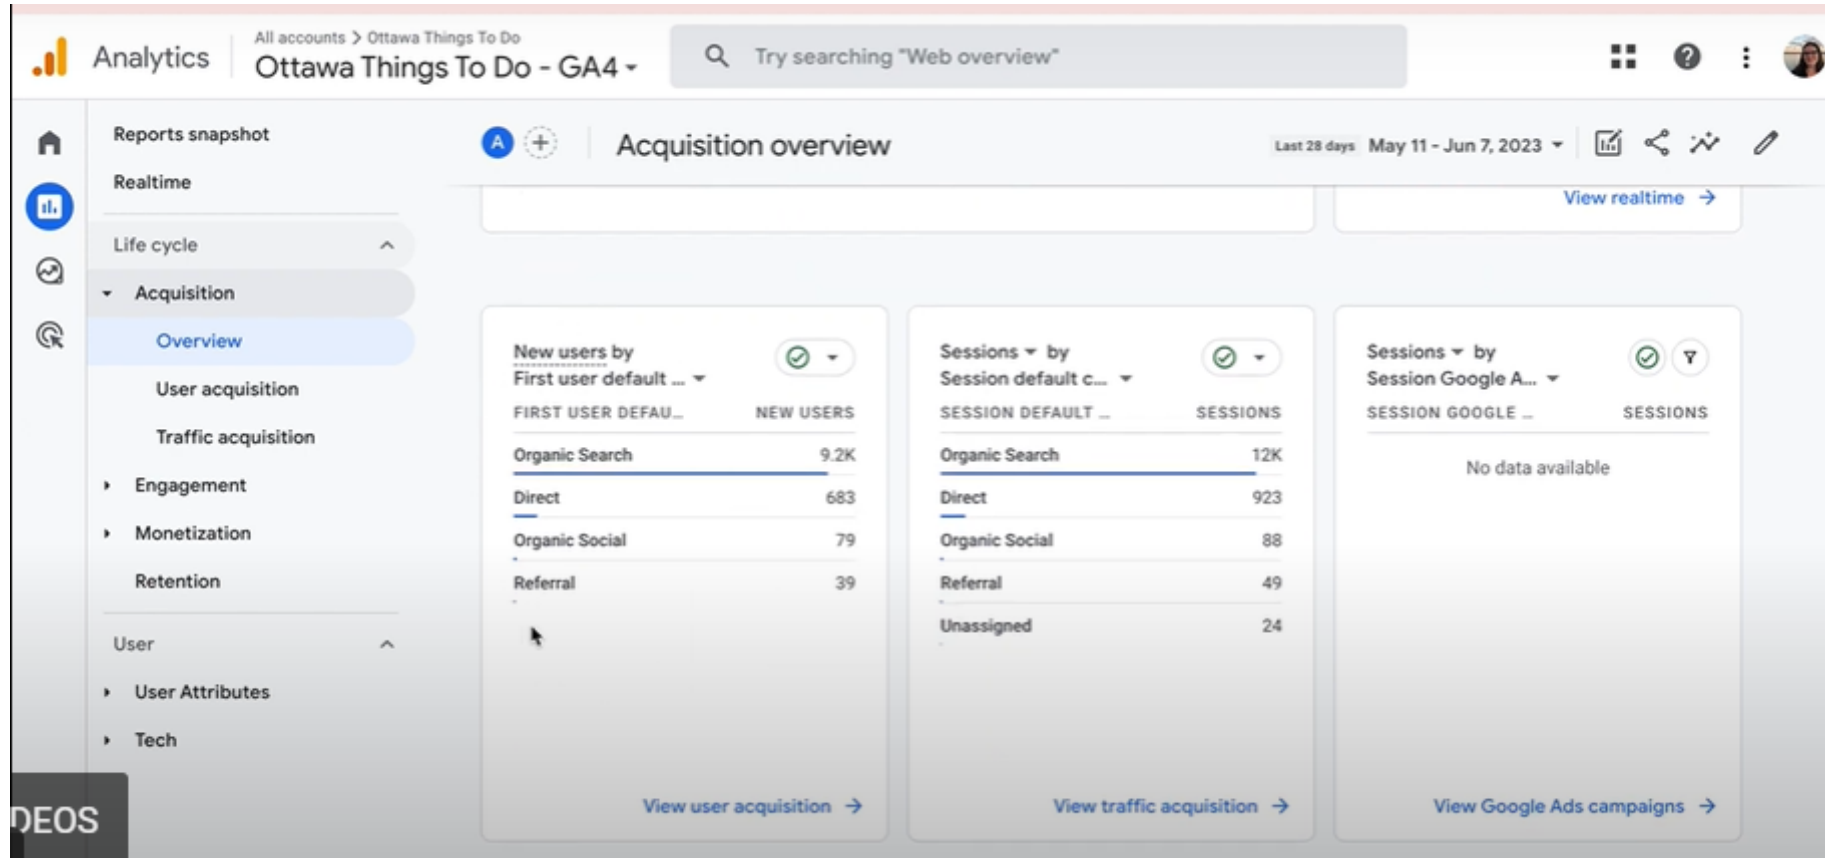 Analytics
All accounts > Ottawa Things To Do
Ottawa Things To Do - GA4
Try searching "Web overview"
Reports snapshot
Realtime
Life cycle
Acquisition
Overview
User acquisition
Traffic acquisition
Engagement
Monetization
Retention
User
User Attributes
Tech
DEOS
A
Acquisition overview
Last 28 days May 11 - Jun 7, 2023
View realtime
New users by
First user default ...
FIRST USER DEFAU... NEW USERS
Organic Search 9.2K
Direct 683
Organic Social 79
Referral 39
View user acquisition
Sessions by
Session default c...
SESSION DEFAULT ... SESSIONS
Organic Search 12K
Direct 923
Organic Social 88
Referral 49
Unassigned 24
View traffic acquisition
Sessions by
Session Google A...
SESSION GOOGLE ... SESSIONS
No data available
View Google Ads campaigns